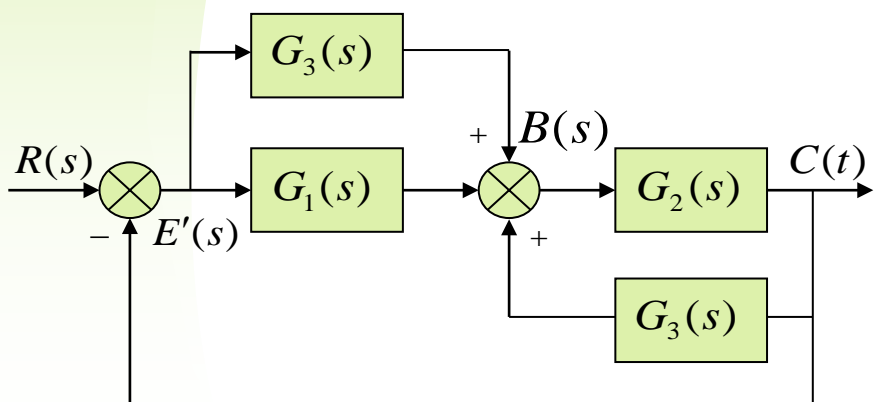 G₃(s)
+ B(s)
R(s) G₁(s) G₂(s) C(t)
− E′(s) +
G₃(s)